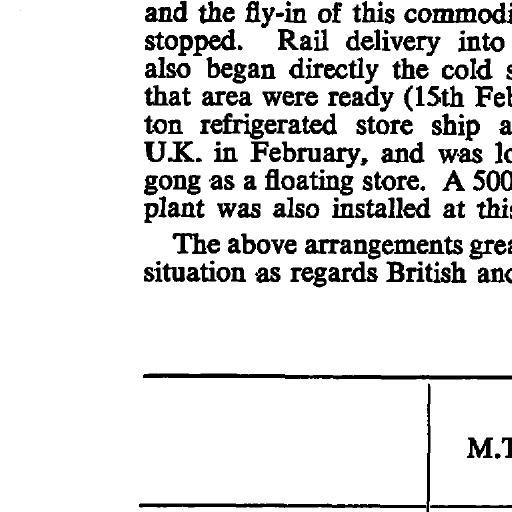 and the fly-in of this commodi
stopped. Rail delivery into
also began directly the cold s
that area were ready (15th Feb
ton refrigerated store ship a
U.K. in February, and was lo
gong as a floating store. A 500
plant was also installed at this
The above arrangements grea
situation as regards British and
M.T